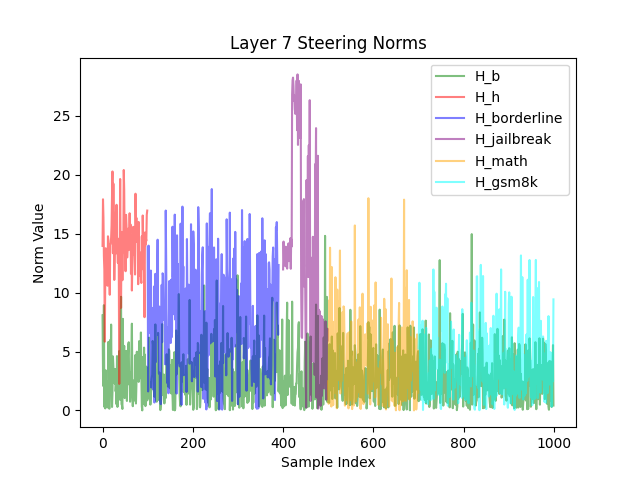 Layer 7 Steering Norms
H_b
H_h
H_borderline
H_jailbreak
H_math
H_gsm8k
Norm Value
25
20
15
10
5
0
0
200
400
600
800
1000
Sample Index